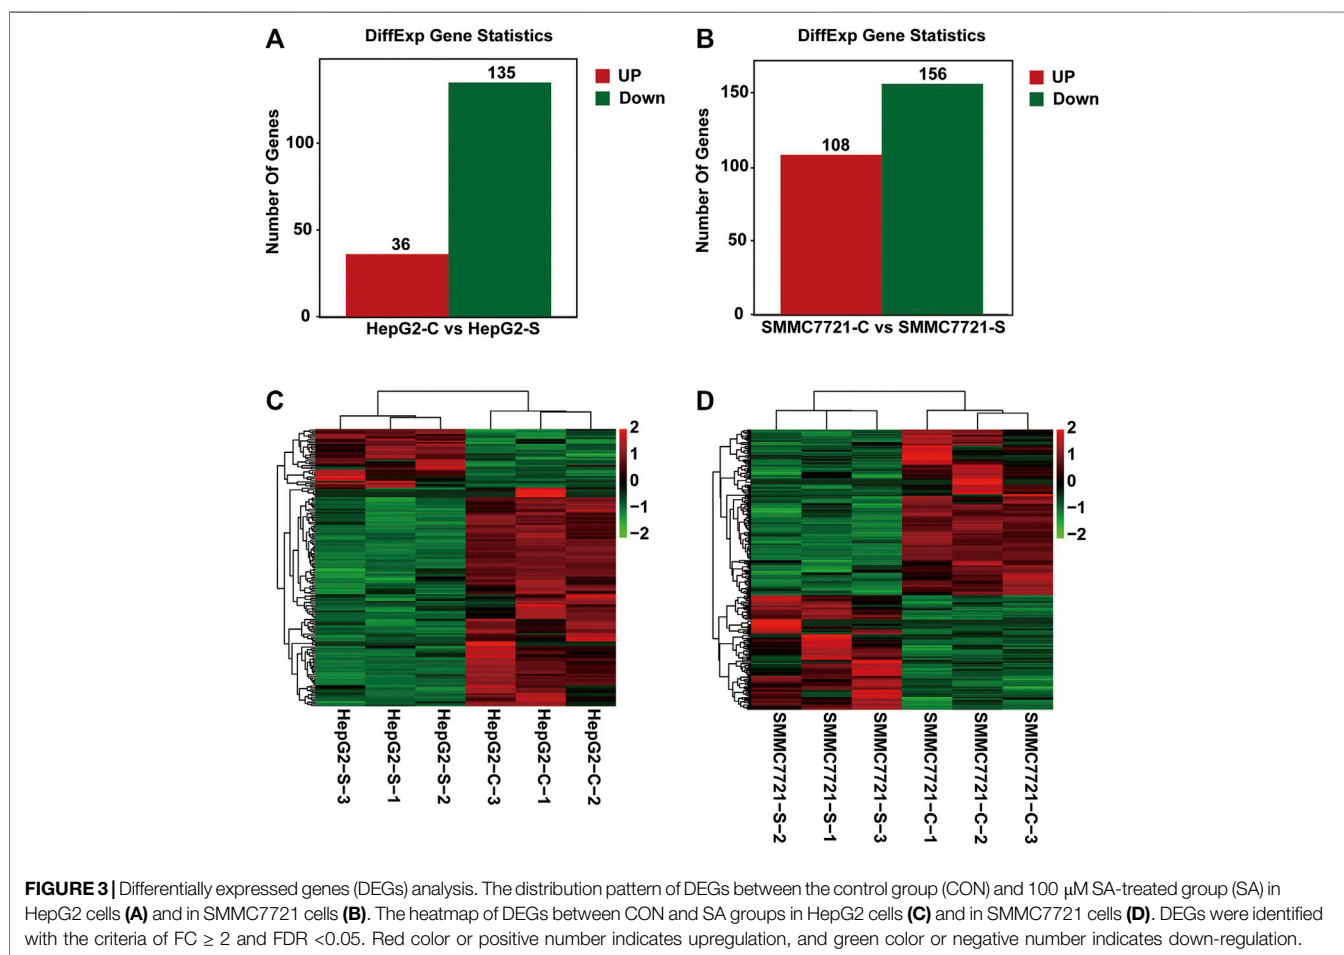 A
DiffExp Gene Statistics
135
36
UP
Down
Number Of Genes
100
50
0
HepG2-C vs HepG2-S
B
DiffExp Gene Statistics
156
108
UP
Down
Number Of Genes
150
100
50
0
SMMC7721-C vs SMMC7721-S
C
2
1
0
−1
−2
HepG2−S−3
HepG2−S−1
HepG2−S−2
HepG2−C−3
HepG2−C−1
HepG2−C−2
D
2
1
0
−1
−2
SMMC7721−S−2
SMMC7721−S−1
SMMC7721−S−3
SMMC7721−C−1
SMMC7721−C−2
SMMC7721−C−3
FIGURE 3 | Differentially expressed genes (DEGs) analysis. The distribution pattern of DEGs between the control group (CON) and 100 μM SA-treated group (SA) in
HepG2 cells (A) and in SMMC7721 cells (B). The heatmap of DEGs between CON and SA groups in HepG2 cells (C) and in SMMC7721 cells (D). DEGs were identified
with the criteria of FC ≥ 2 and FDR <0.05. Red color or positive number indicates upregulation, and green color or negative number indicates down-regulation.